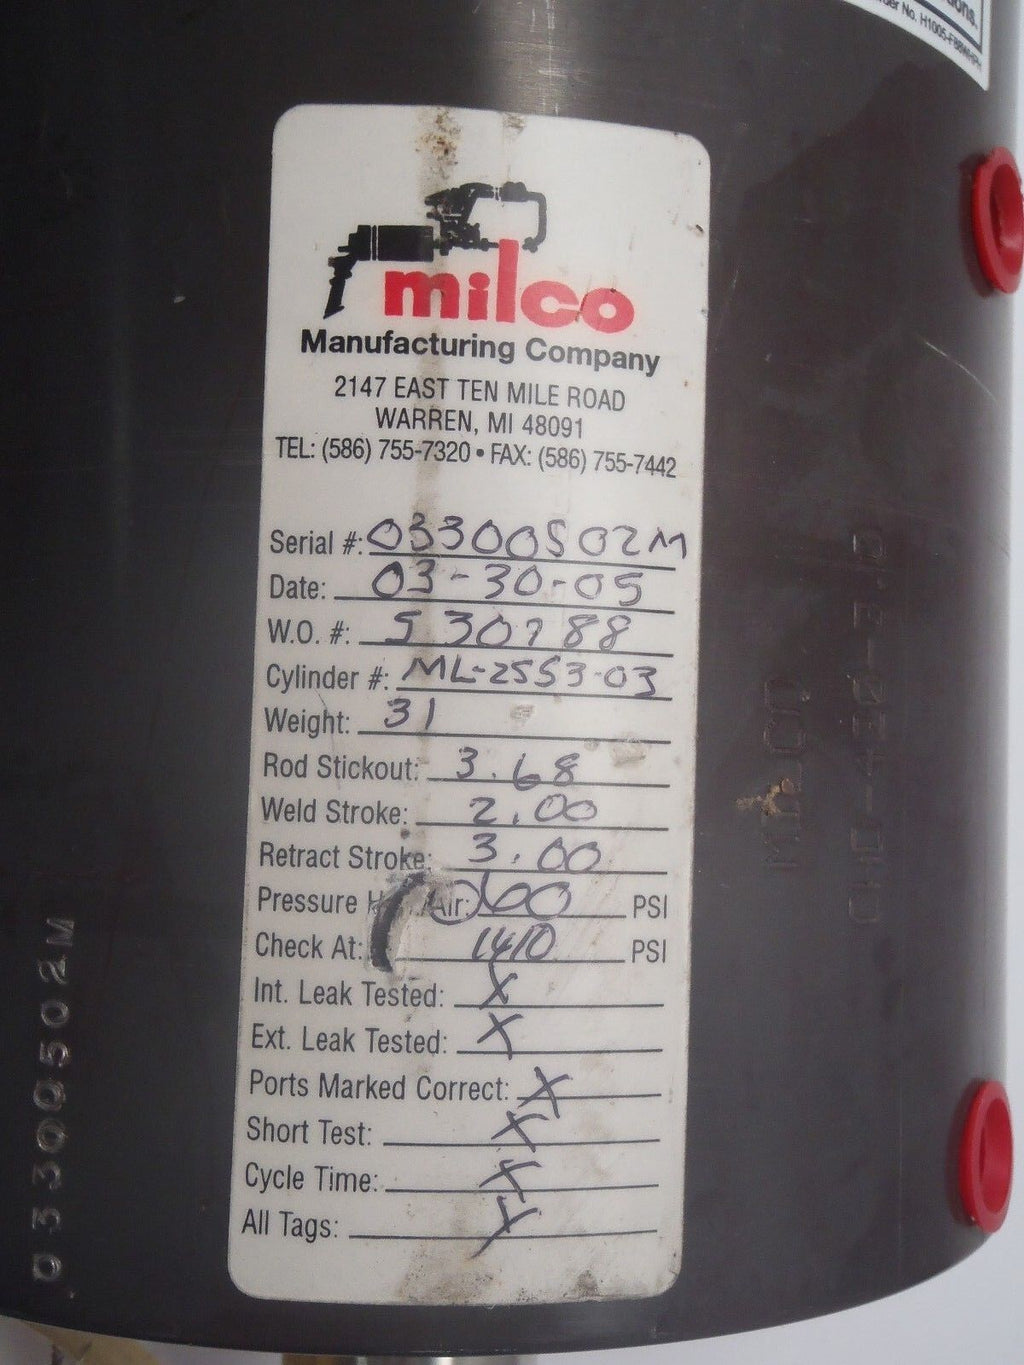 milco
Manufacturing Company
2147 EAST TEN MILE ROAD
WARREN, MI 48091
TEL: (586) 755-7320 • FAX: (586) 755-7442
Serial #: 03300502M
Date: 03-30-05
W.O. #: 530788
Cylinder #: ML-2553-03
Weight: 31
Rod Stickout: 3.68
Weld Stroke: 2.00
Retract Stroke: 3.00
Pressure Air: 60 PSI
Check At: 1410 PSI
Int. Leak Tested: X
Ext. Leak Tested: X
Ports Marked Correct: X
Short Test: X
Cycle Time: X
All Tags: X
03300502M
MILCO